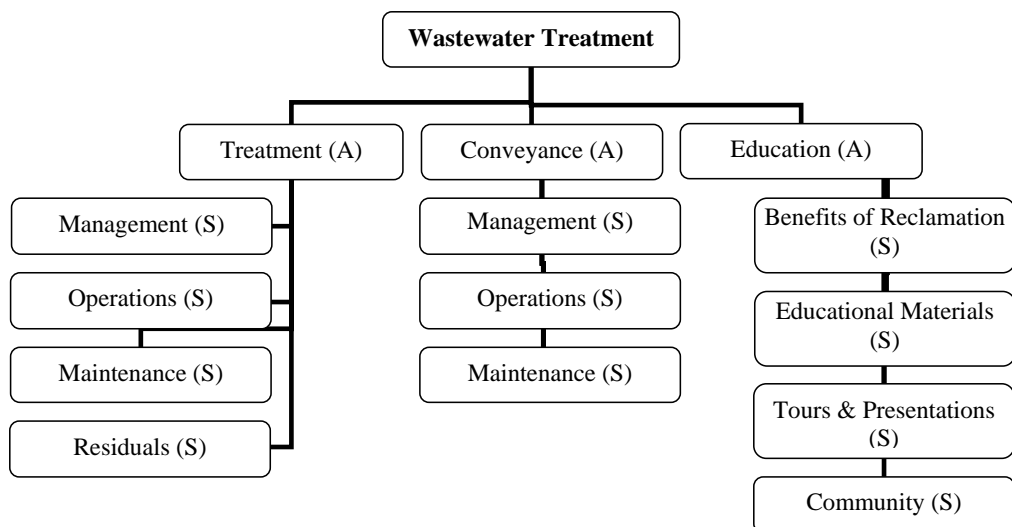 Wastewater Treatment
Treatment (A)
Conveyance (A)
Education (A)
Management (S)
Operations (S)
Maintenance (S)
Residuals (S)
Management (S)
Operations (S)
Maintenance (S)
Benefits of Reclamation
(S)
Educational Materials
(S)
Tours & Presentations
(S)
Community (S)